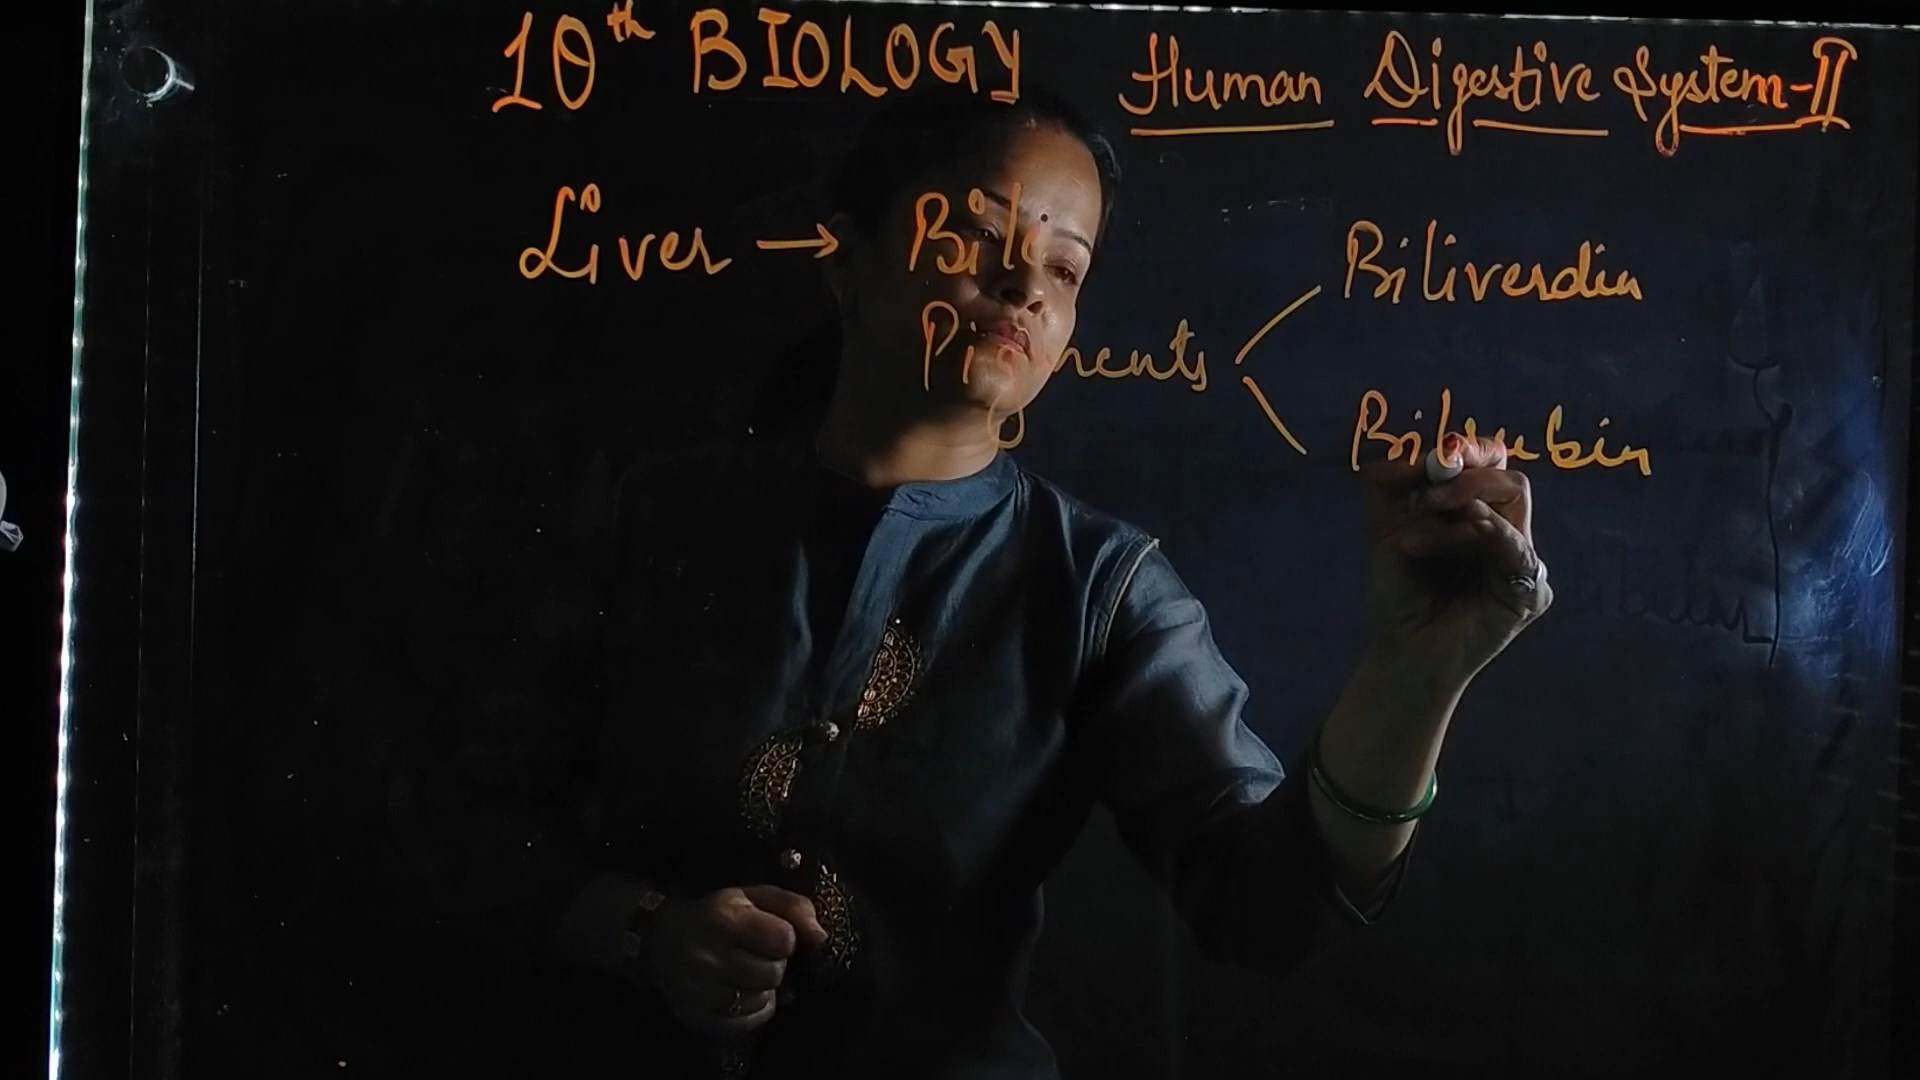 10th BIOLOGY Human Digestive System-II
Liver → Bile Pigments
Biliverdin
Bilirubin